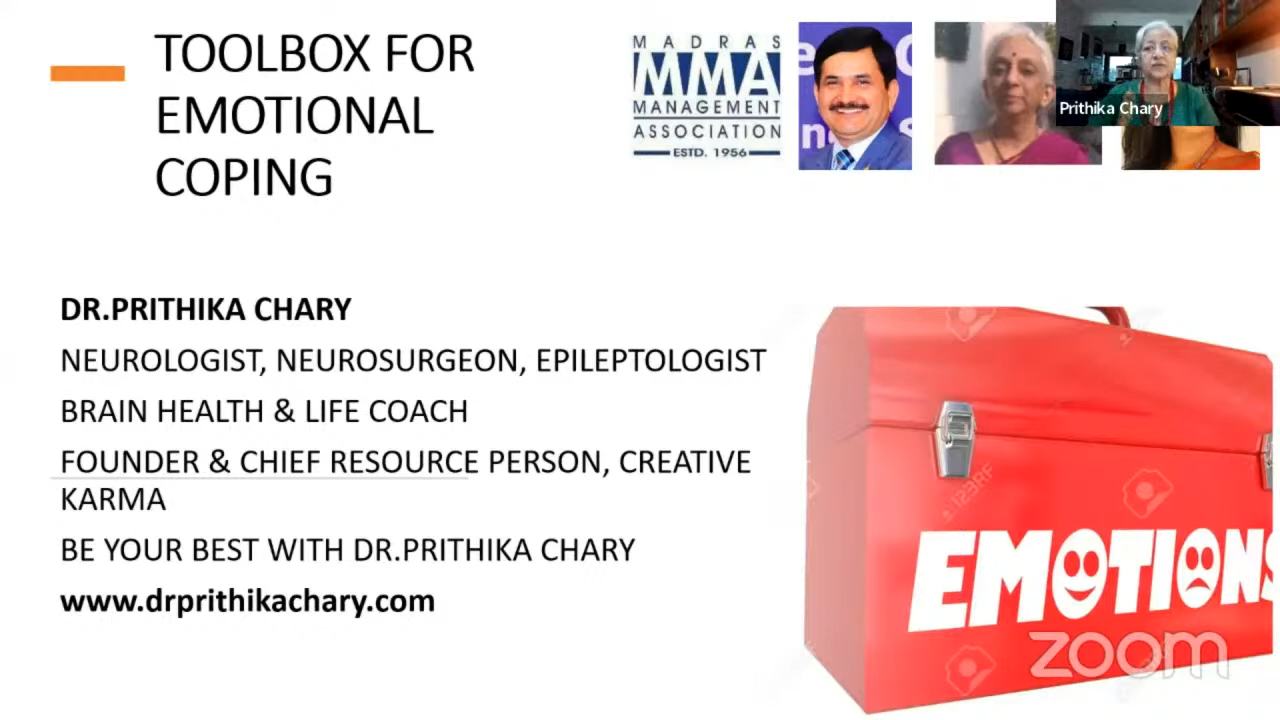 TOOLBOX FOR
EMOTIONAL
COPING
MADRAS
MMA
MANAGEMENT
ASSOCIATION
ESTD. 1956
Prithika Chary
DR.PRITHIKA CHARY
NEUROLOGIST, NEUROSURGEON, EPILEPTOLOGIST
BRAIN HEALTH & LIFE COACH
FOUNDER & CHIEF RESOURCE PERSON, CREATIVE
KARMA
BE YOUR BEST WITH DR.PRITHIKA CHARY
www.drprithikachary.com
123RF
EMOTIONS
zoom